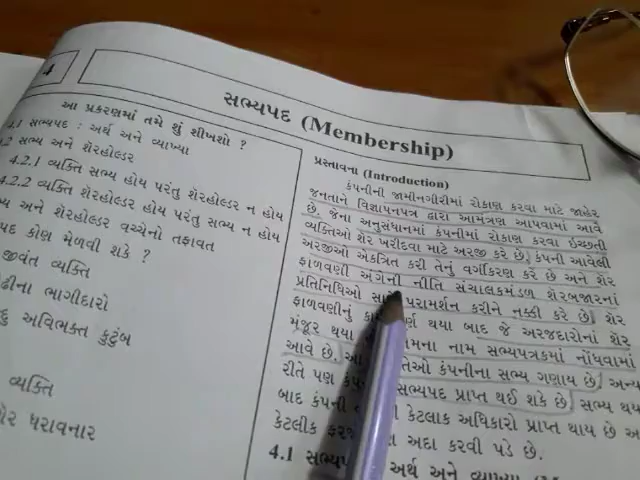 4
સભ્યપદ (Membership)
આ પ્રકરણમાં તમે શું શીખશો ?
4.1 સભ્યપદ : અર્થ અને વ્યાખ્યા
.2 સભ્ય અને શૅરહોલ્ડર
4.2.1 વ્યક્તિ સભ્ય હોય પરંતુ શૅરહોલ્ડર ન હોય
4.2.2 વ્યક્તિ શૅરહોલ્ડર હોય પરંતુ સભ્ય ન હોય
અને શૅરહોલ્ડર વચ્ચેનો તફાવત
પદ કોણ મેળવી શકે ?
જીવંત વ્યક્તિ
ઢીના ભાગીદારો
અવિભક્ત કુટુંબ
વ્યક્તિ
ધરાવનાર
પ્રસ્તાવના (Introduction)
કંપનીની જામીનગીરીમાં રોકાણ કરવા માટે જાહેર
જનતાને વિજ્ઞાપનપત્ર દ્વારા આમંત્રણ આપવામાં આવે
છે. જેના અનુસંધાનમાં કંપનીમાં રોકાણ કરવા ઇચ્છતી
વ્યક્તિઓ શૅર ખરીદવા માટે અરજી કરે છે. કંપની આવેલી
અરજીઓ એકત્રિત કરી તેનું વર્ગીકરણ કરે છે અને શૅર
ફાળવણી અંગેની નીતિ સંચાલકમંડળ શૅરબજારનાં
પ્રતિનિધિઓ પરામર્શન કરીને નક્કી કરે છે. શૅર
ફાળવણીનું થયા બાદ જે અરજદારોનાં શૅર
મંજૂર થયા નામ સભ્યપત્રકમાં નોંધવામાં
આવે છે. કંપનીના સભ્ય ગણાય છે. અન્ય
રીતે પણ સભ્યપદ પ્રાપ્ત થઈ શકે છે. સભ્ય થયા
બાદ કંપની કેટલાક અધિકારો પ્રાપ્ત થાય છે
કેટલીક અદા કરવી પડે છે.
4.1 અર્થ અને